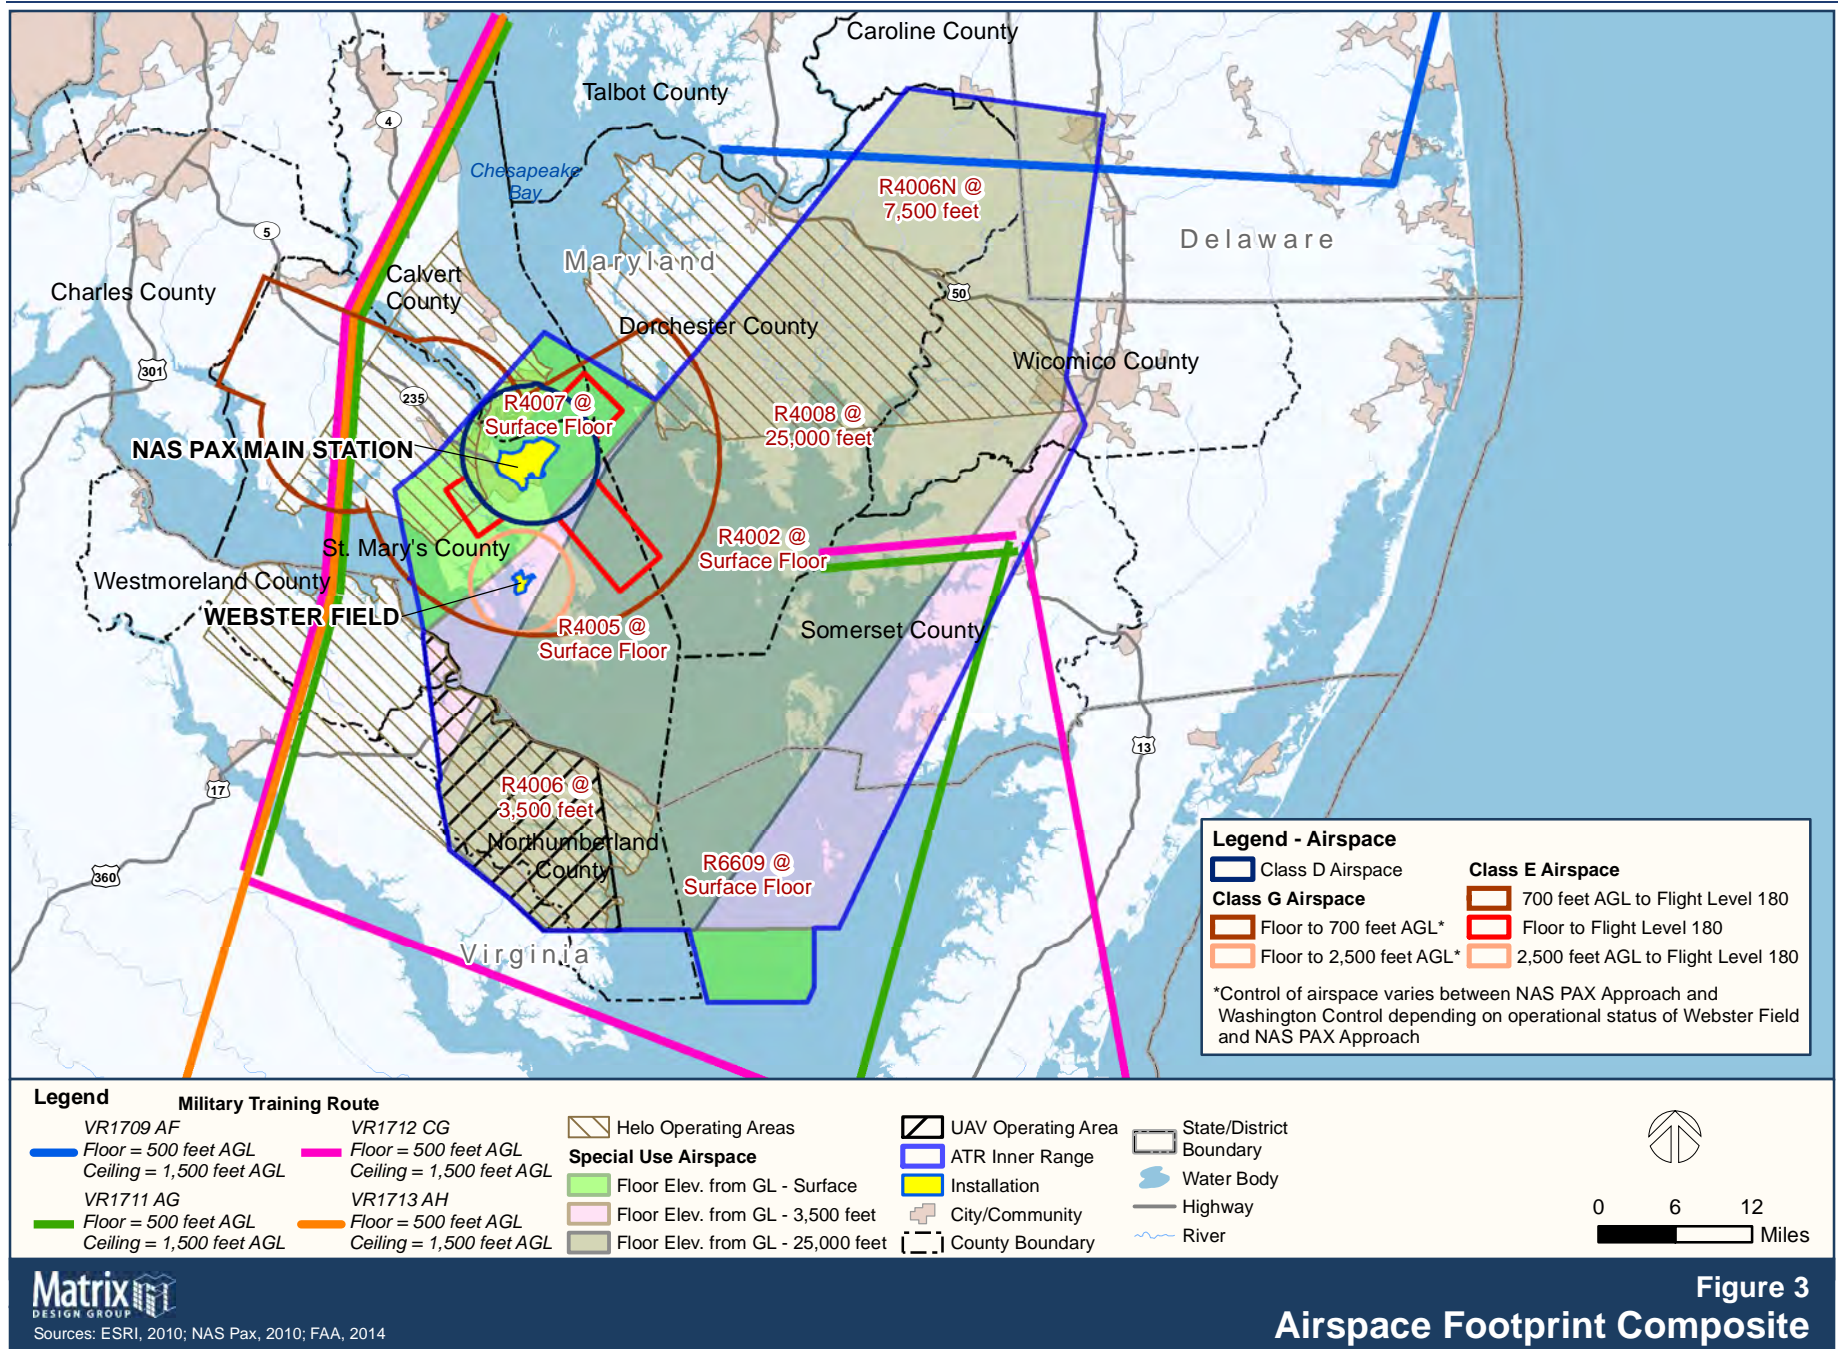 Caroline County
Talbot County
4
Chesapeake
Bay
R4006N @
7,500 feet
5
Maryland
Delaware
Calvert
County
Charles County
50
Dorchester County
Wicomico County
301
235
R4007 @
Surface Floor
R4008 @
25,000 feet
NAS PAX MAIN STATION
R4002 @
Surface Floor
St. Mary's County
Westmoreland County
WEBSTER FIELD
R4005 @
Surface Floor
Somerset County
13
17
R4006 @
3,500 feet
Northumberland
County
R6609 @
Surface Floor
360
Virginia
Legend - Airspace
Class D Airspace
Class E Airspace
Class G Airspace
700 feet AGL to Flight Level 180
Floor to 700 feet AGL*
Floor to Flight Level 180
Floor to 2,500 feet AGL*
2,500 feet AGL to Flight Level 180
*Control of airspace varies between NAS PAX Approach and
Washington Control depending on operational status of Webster Field
and NAS PAX Approach
Legend
Military Training Route
VR1709 AF
Floor = 500 feet AGL
Ceiling = 1,500 feet AGL
VR1712 CG
Floor = 500 feet AGL
Ceiling = 1,500 feet AGL
VR1711 AG
Floor = 500 feet AGL
Ceiling = 1,500 feet AGL
VR1713 AH
Floor = 500 feet AGL
Ceiling = 1,500 feet AGL
Helo Operating Areas
Special Use Airspace
Floor Elev. from GL - Surface
Floor Elev. from GL - 3,500 feet
Floor Elev. from GL - 25,000 feet
UAV Operating Area
ATR Inner Range
Installation
City/Community
County Boundary
State/District
Boundary
Water Body
Highway
River
0 6 12
Miles
Matrix
DESIGN GROUP
Sources: ESRI, 2010; NAS Pax, 2010; FAA, 2014
Figure 3
Airspace Footprint Composite